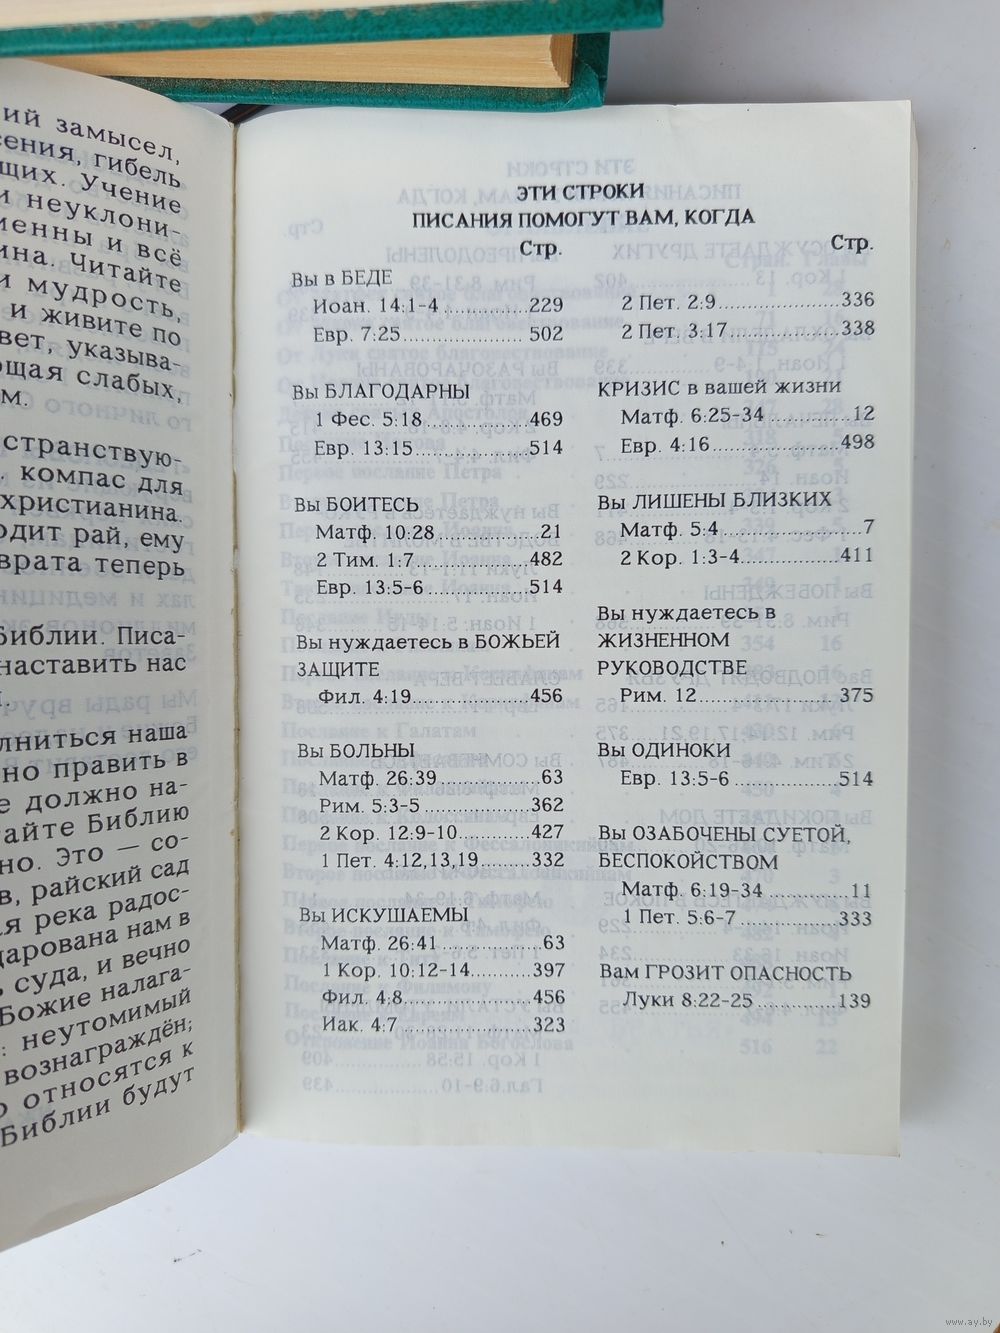 ий замысел,
сения, гибель
щих. Учение
и неуклони-
менны и всё
ина. Читайте
и мудрость,
и живите по
вет, указыва-
ощая слабых,
м.
странствую-
компас для
христианина.
одит рай, ему
врата теперь
Библии. Писа-
наставить нас
лниться наша
но править в
е должно на-
тайте Библию
но. Это — со-
в, райский сад
ая река радос-
дарована нам в
ь суда, и вечно
Божие налага-
: неутомимый
вознаграждён;
о относятся к
Библии будут
ЭТИ СТРОКИ
ПИСАНИЯ ПОМОГУТ ВАМ, КОГДА
Стр.
Вы в БЕДЕ
Иоан. 14:1-4 ..............229
Евр. 7:25..................... 502
Вы БЛАГОДАРНЫ
1 Фес. 5:18...................469
Евр. 13:15.....................514
Вы БОИТЕСЬ
Матф. 10:28...................21
2 Тим. 1:7.....................482
Евр. 13:5-6...................514
Вы нуждаетесь в БОЖЬЕЙ
ЗАЩИТЕ
Фил. 4:19.....................456
Вы БОЛЬНЫ
Матф. 26:39...................63
Рим. 5:3-5....................362
2 Кор. 12:9-10.............427
1 Пет. 4:12,13,19.........332
Вы ИСКУШАЕМЫ
Матф. 26:41...................63
1 Кор. 10:12-14...........397
Фил. 4:8.......................456
Иак. 4:7........................323
Стр.
2 Пет. 2:9.....................336
2 Пет. 3:17...................338
КРИЗИС в вашей жизни
Матф. 6:25-34...............12
Евр. 4:16......................498
Вы ЛИШЕНЫ БЛИЗКИХ
Матф. 5:4........................7
2 Кор. 1:3-4..................411
Вы нуждаетесь в
ЖИЗНЕННОМ
РУКОВОДСТВЕ
Рим. 12........................375
Вы ОДИНОКИ
Евр. 13:5-6...................514
Вы ОЗАБОЧЕНЫ СУЕТОЙ,
БЕСПОКОЙСТВОМ
Матф. 6:19-34...............11
1 Пет. 5:6-7..................333
Вам ГРОЗИТ ОПАСНОСТЬ
Луки 8:22-25...............139
www.ay.by